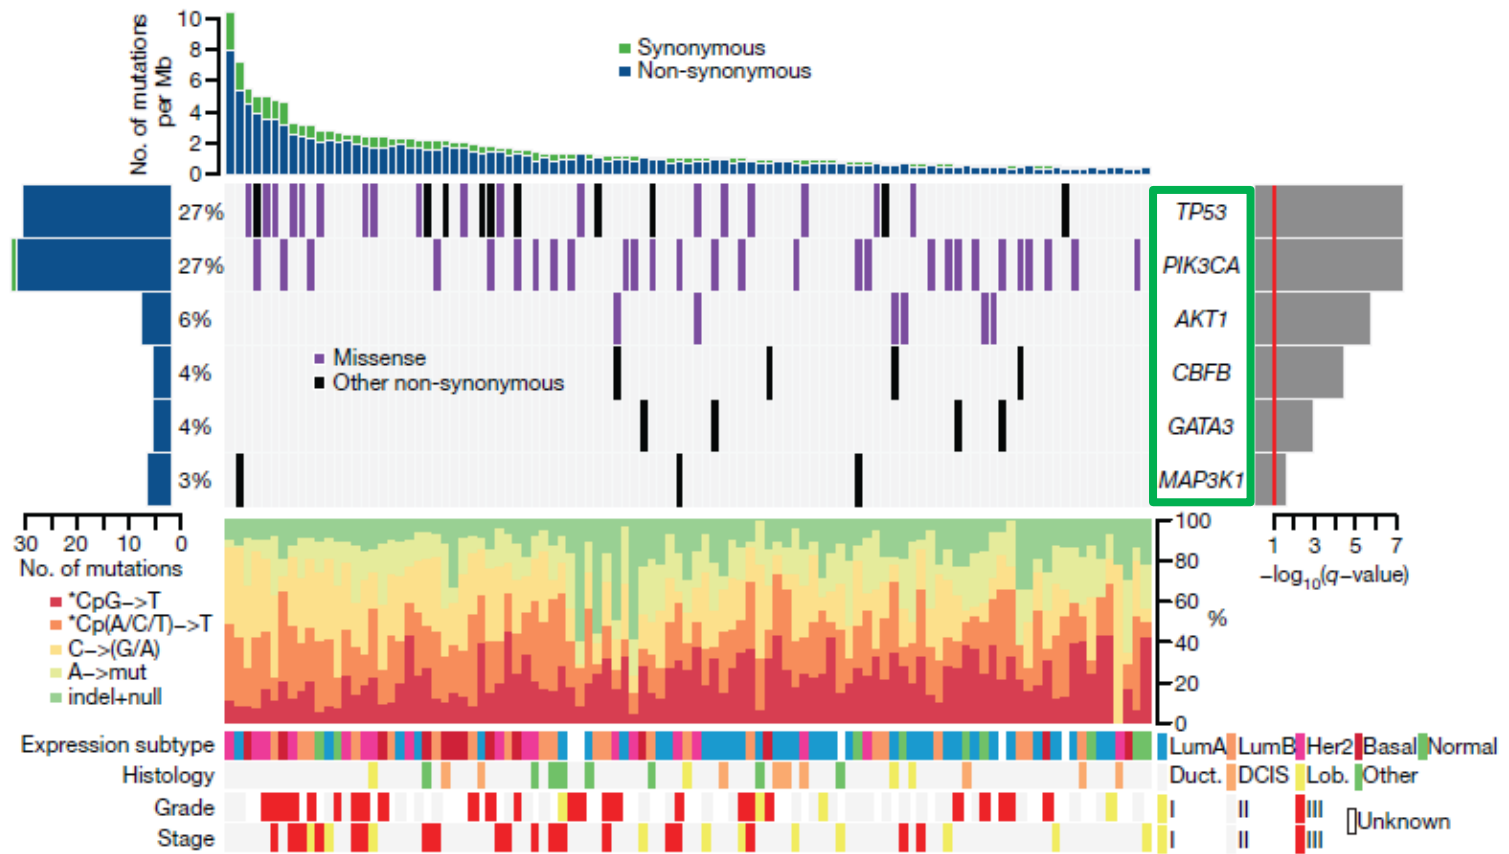 No. of mutations
per Mb
10
8
6
4
2
0
Synonymous
Non-synonymous
27% TP53
27% PIK3CA
6% AKT1
4% CBFB
4% GATA3
3% MAP3K1
Missense
Other non-synonymous
30 20 10 0
No. of mutations
1 3 5 7
–log10(q–value)
*CpG–>T
*Cp(A/C/T)–>T
C–>(G/A)
A–>mut
indel+null
100
80
60
40
20
0
%
Expression subtype LumA LumB Her2 Basal Normal
Histology Duct. DCIS Lob. Other
Grade I II III
Stage I II III
Unknown